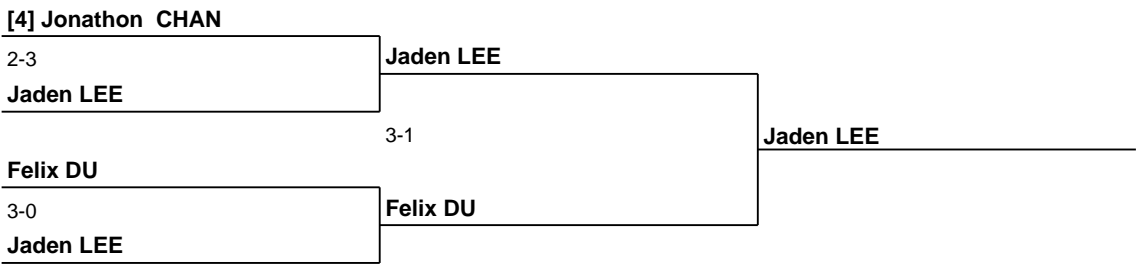 [4] Jonathon CHAN
2-3
Jaden LEE
Jaden LEE
3-1
Jaden LEE
Felix DU
3-0
Felix DU
Jaden LEE